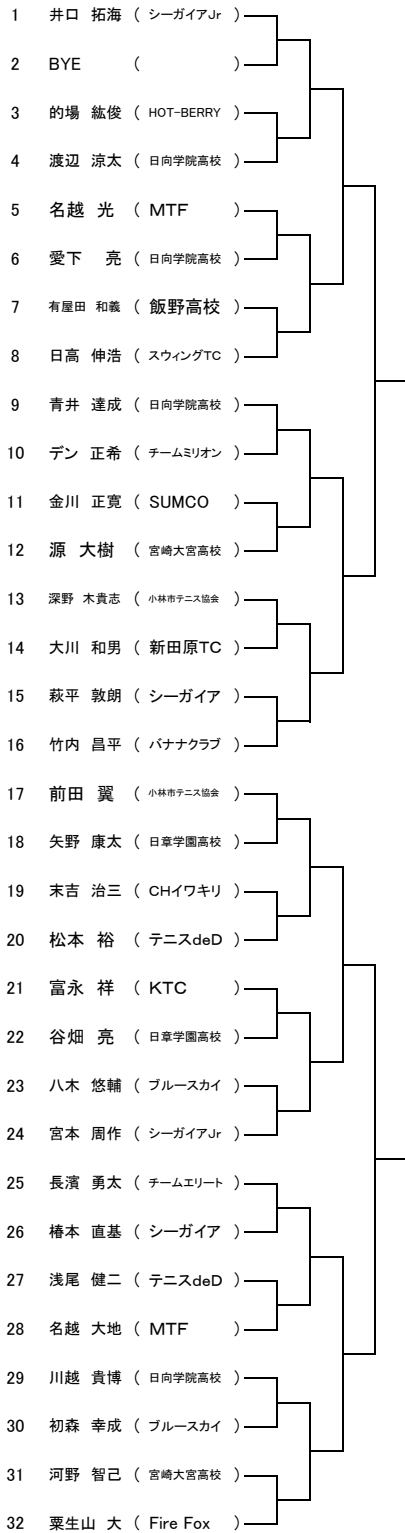 1 井口 拓海 ( シーガイアJr )
2 BYE ( )
3 的場 紘俊 ( HOT-BERRY )
4 渡辺 涼太 ( 日向学院高校 )
5 名越 光 ( MTF )
6 愛下 亮 ( 日向学院高校 )
7 有屋田 和義 ( 飯野高校 )
8 日高 伸浩 ( スウィングTC )
9 青井 達成 ( 日向学院高校 )
10 デン 正希 ( チームミリオン )
11 金川 正寛 ( SUMCO )
12 源 大樹 ( 宮崎大宮高校 )
13 深野 木貴志 ( 小林市テニス協会 )
14 大川 和男 ( 新田原TC )
15 萩平 敦朗 ( シーガイア )
16 竹内 昌平 ( バナナクラブ )
17 前田 翼 ( 小林市テニス協会 )
18 矢野 康太 ( 日章学園高校 )
19 末吉 治三 ( CHイワキリ )
20 松本 裕 ( テニスdeD )
21 富永 祥 ( KTC )
22 谷畑 亮 ( 日章学園高校 )
23 八木 悠輔 ( ブルースカイ )
24 宮本 周作 ( シーガイアJr )
25 長濱 勇太 ( チームエリート )
26 椿本 直基 ( シーガイア )
27 浅尾 健二 ( テニスdeD )
28 名越 大地 ( MTF )
29 川越 貴博 ( 日向学院高校 )
30 初森 幸成 ( ブルースカイ )
31 河野 智己 ( 宮崎大宮高校 )
32 粟生山 大 ( Fire Fox )